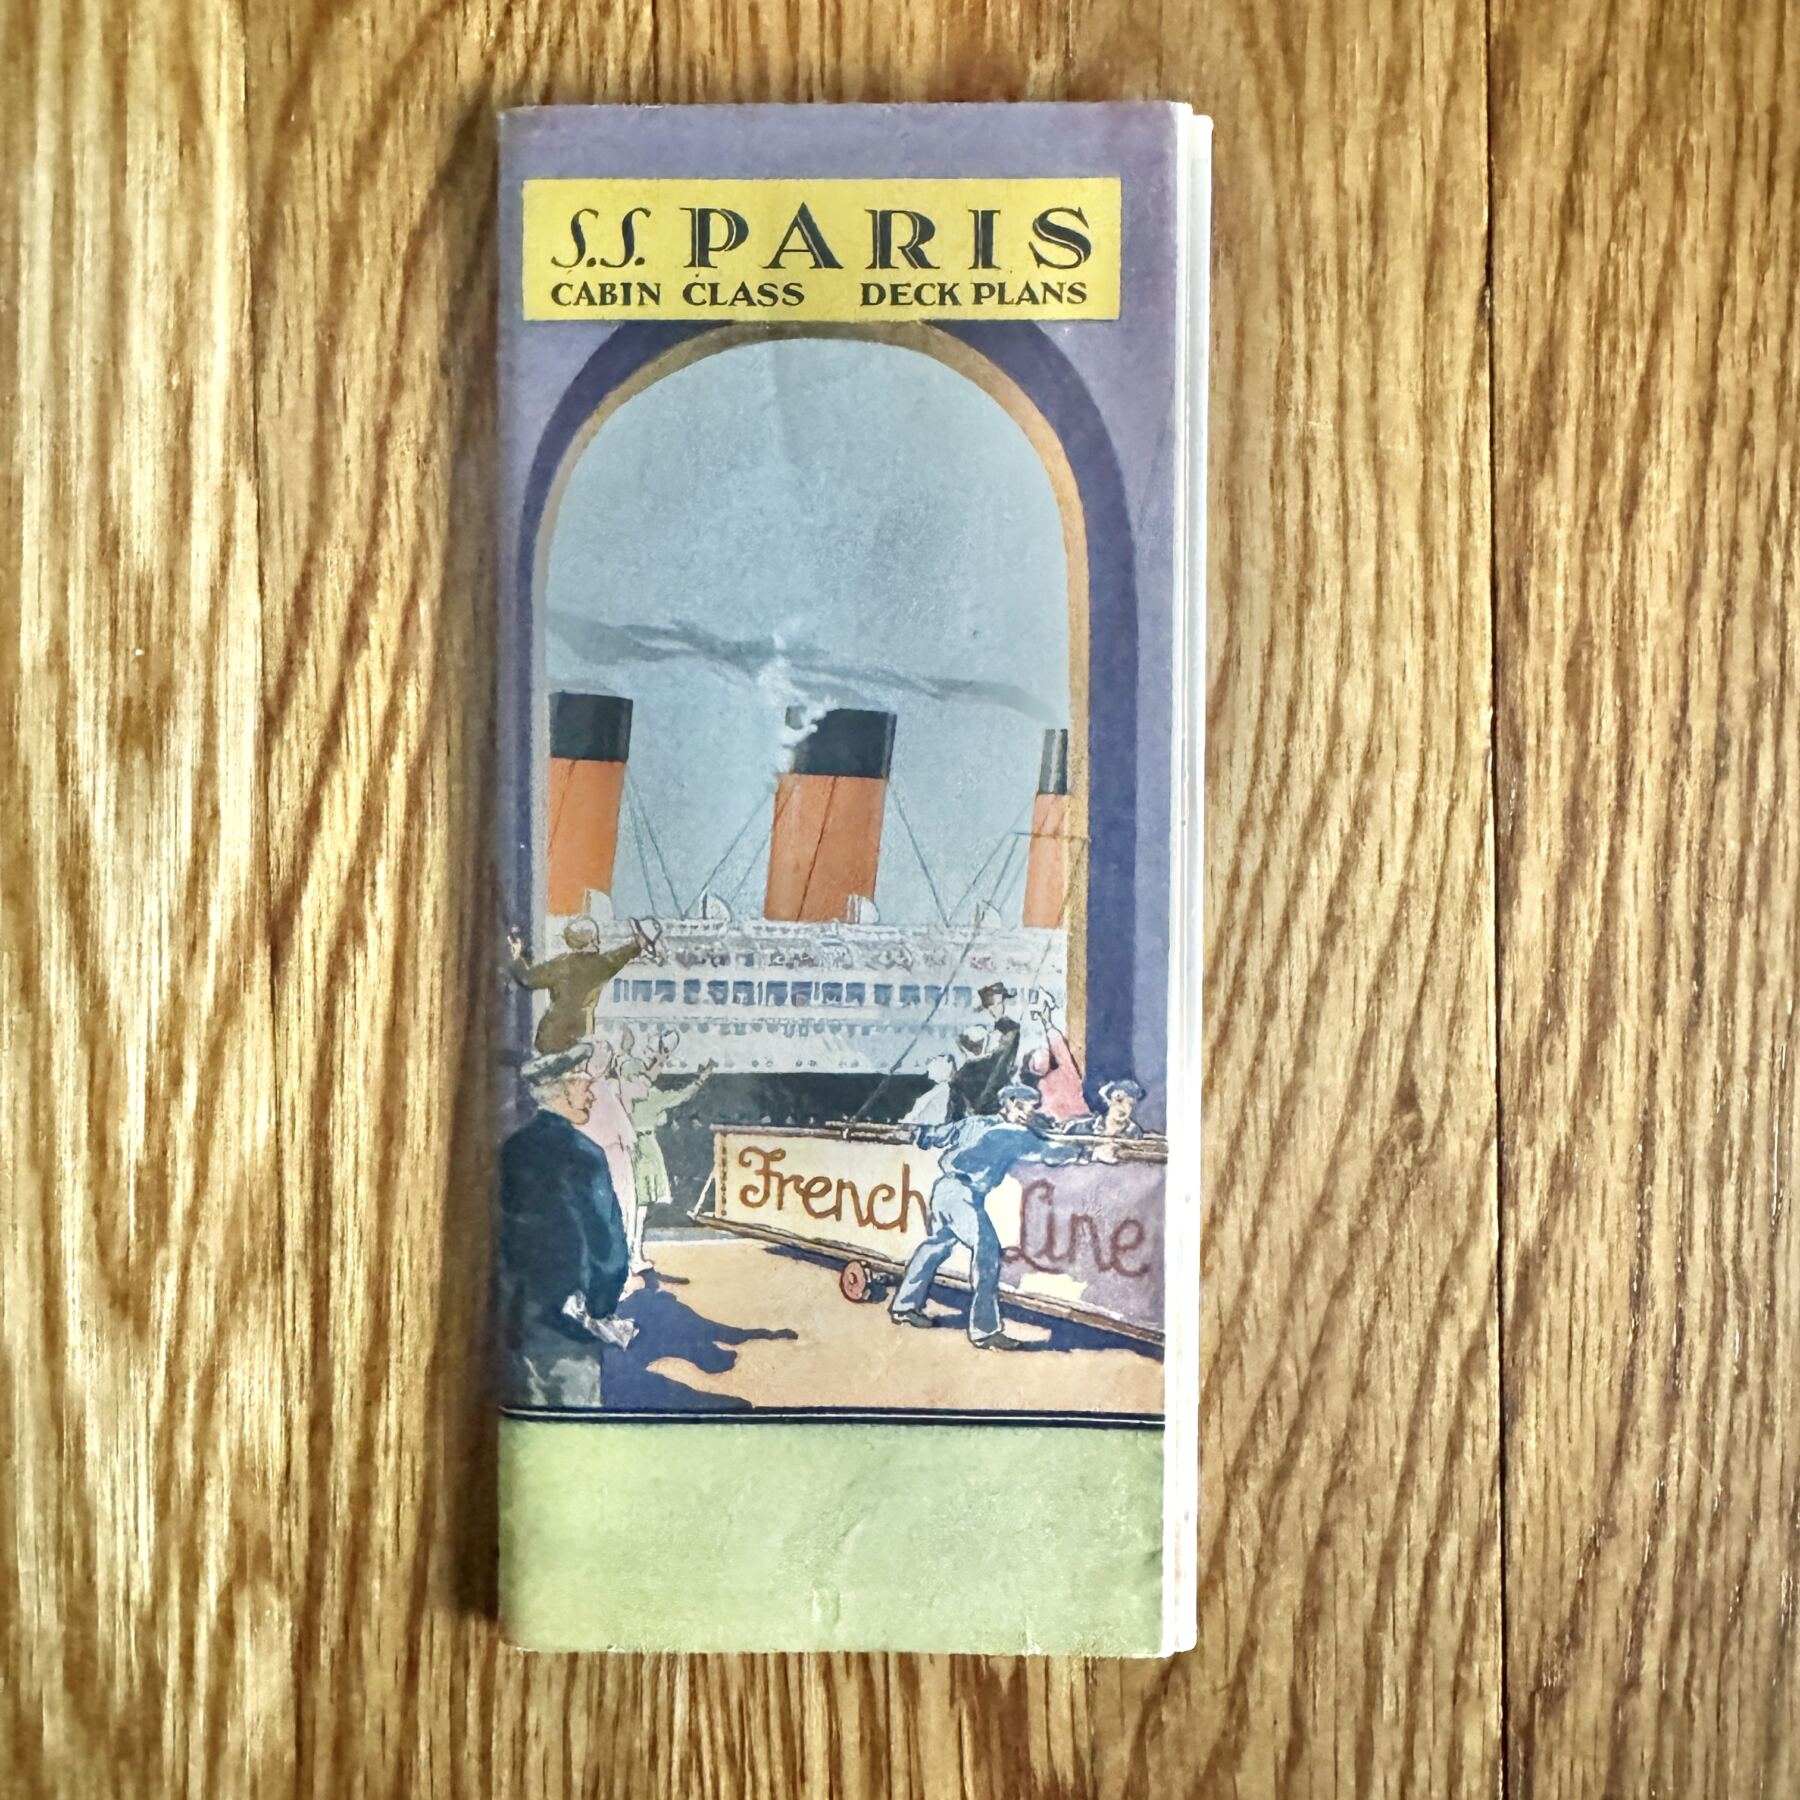 S.S. PARIS
CABIN CLASS DECK PLANS
French Line